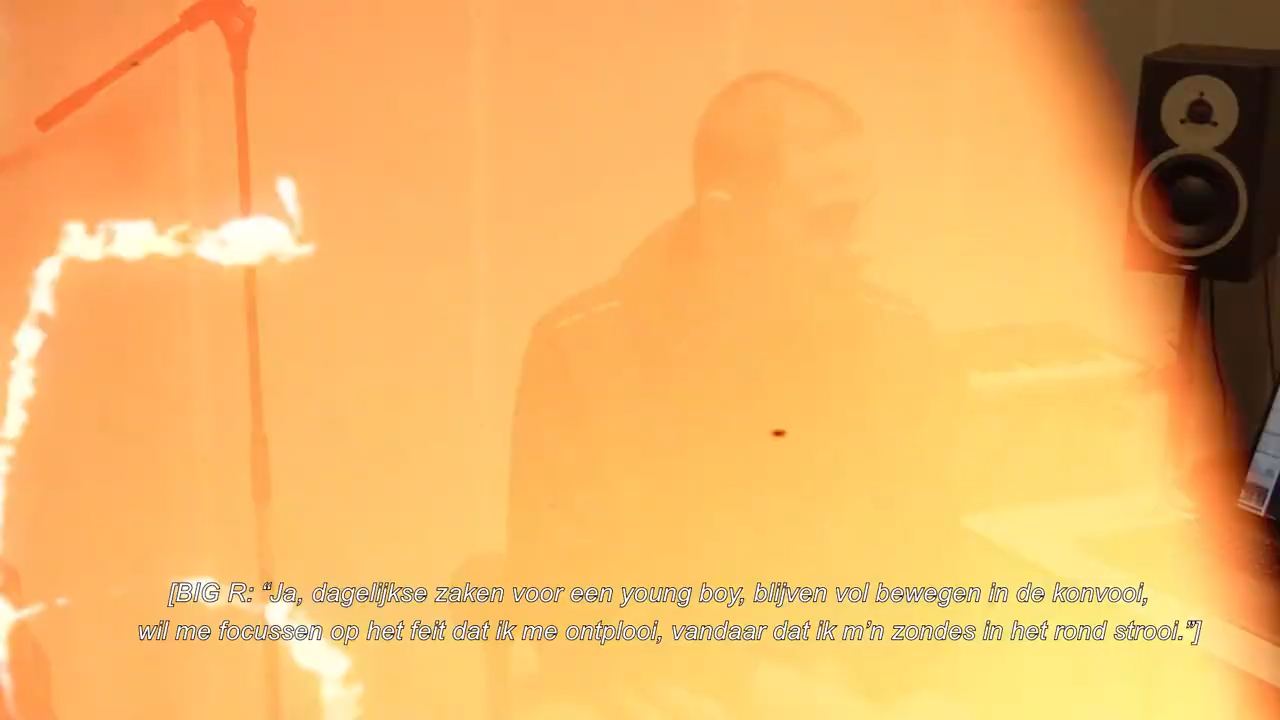 [BIG R: “Ja, dagelijkse zaken voor een young boy, blijven vol bewegen in de konvooi,
wil me focussen op het feit dat ik me ontplooi, vandaar dat ik m’n zondes in het rond strooi.”]